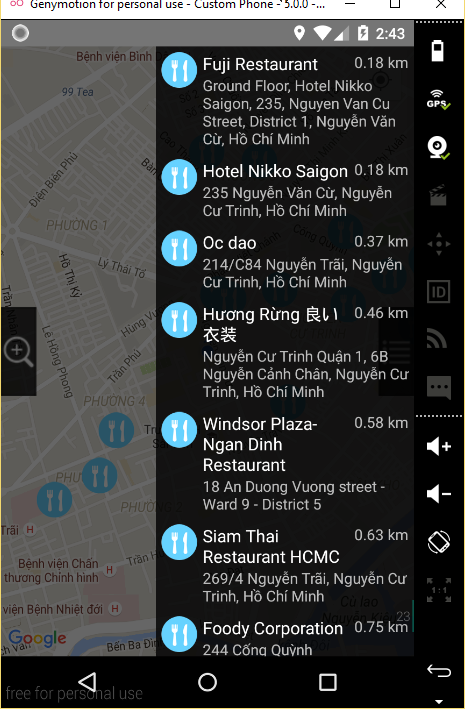 Genymotion for personal use - Custom Phone - 5.0.0 -...
2:43
Bệnh viện Bình
99 Tea
Điện Biên Phủ
PHƯỜNG 1
Lý Thái Tổ
Hồ Thị Kỷ
Hùng Vư
Lê Hồng Phong
Trần Phú
PHƯỜNG 4
Trãi
Bệnh viện Chấn
thương Chỉnh hình
viện Bệnh Nhiệt đới
Google
Bến Ba Đình
free for personal use
Fuji Restaurant 0.18 km
Ground Floor, Hotel Nikko
Saigon, 235, Nguyen Van Cu
Street, District 1, Nguyễn Văn
Cừ, Hồ Chí Minh
Hotel Nikko Saigon 0.18 km
235 Nguyễn Văn Cừ, Nguyễn
Cư Trinh, Hồ Chí Minh
Oc dao 0.37 km
214/C84 Nguyễn Trãi, Nguyễn
Cư Trinh, Hồ Chí Minh
Hương Rừng 良い 0.46 km
衣装
Nguyễn Cư Trinh Quận 1, 6B
Nguyễn Cảnh Chân, Nguyễn Cư
Trinh, Hồ Chí Minh
Windsor Plaza- 0.58 km
Ngan Dinh
Restaurant
18 An Duong Vuong street -
Ward 9 - District 5
Siam Thai 0.63 km
Restaurant HCMC
269/4 Nguyễn Trãi, Nguyễn Cư
Trinh, Hồ Chí Minh
23
Foody Corporation 0.75 km
244 Cống Quỳnh
GPS
ID
1:1